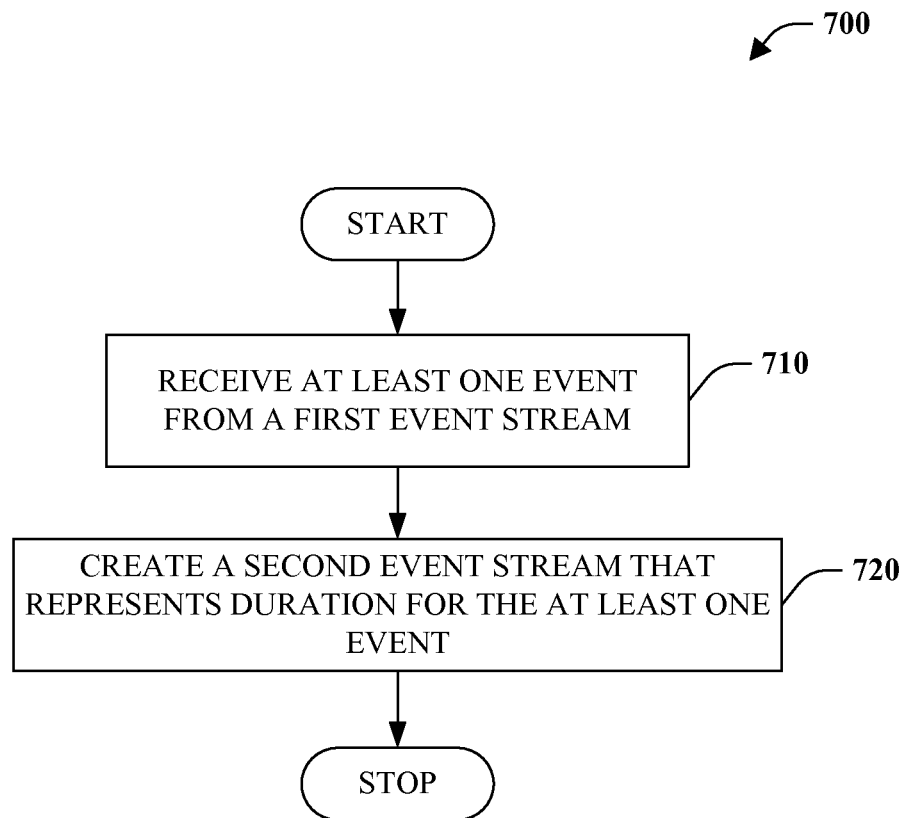 700
START
RECEIVE AT LEAST ONE EVENT
FROM A FIRST EVENT STREAM
710
CREATE A SECOND EVENT STREAM THAT
REPRESENTS DURATION FOR THE AT LEAST ONE
EVENT
720
STOP